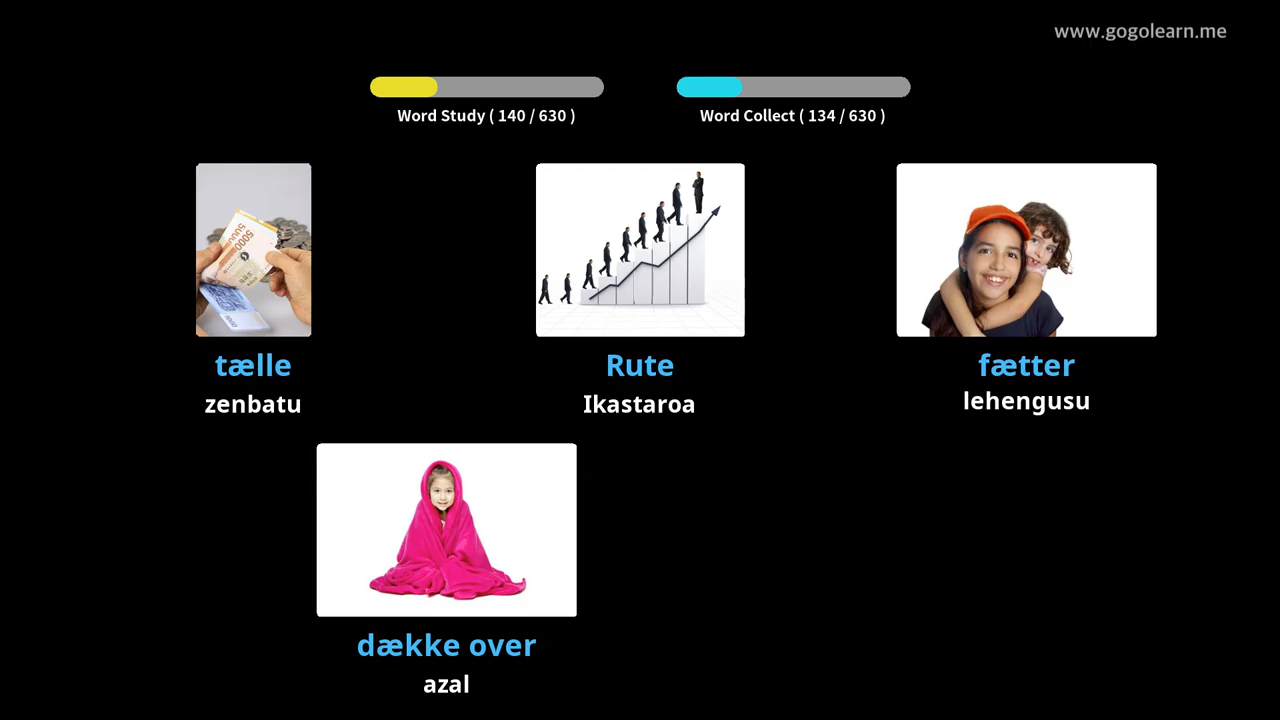 www.gogolearn.me
Word Study ( 140 / 630 )
Word Collect ( 134 / 630 )
5000
tælle
zenbatu
Rute
Ikastaroa
fætter
lehengusu
dække over
azal